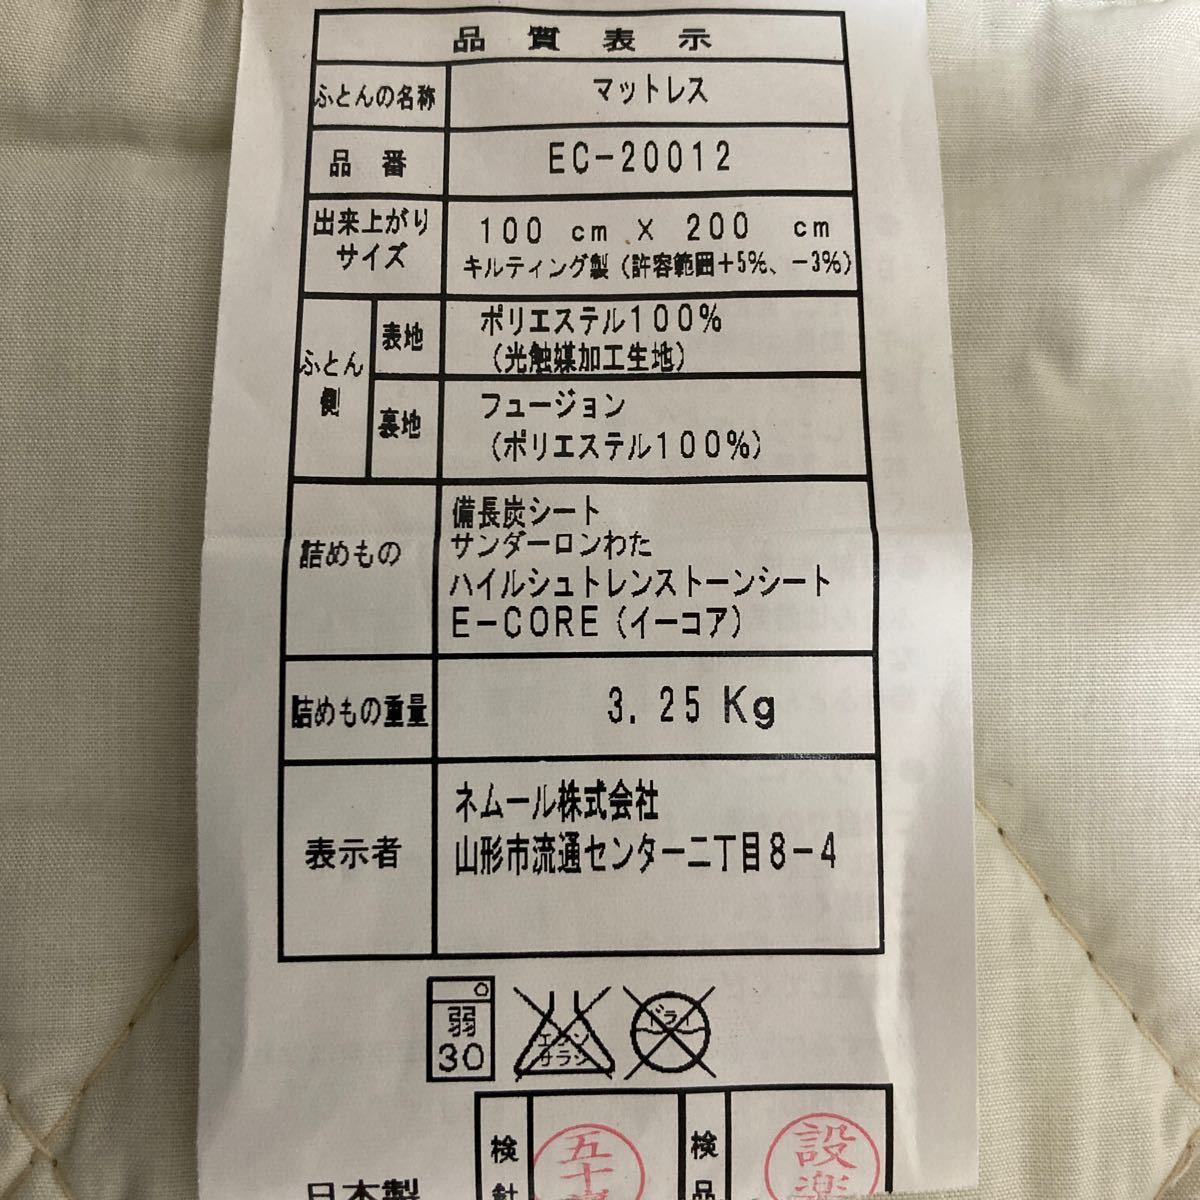 品質表示
ふとんの名称 マットレス
品番 EC-20012
出来上がりサイズ 100 cm × 200 cm
キルティング製（許容範囲+5%、-3%）
ふとん側 表地 ポリエステル100%
（光触媒加工生地）
裏地 フュージョン
（ポリエステル100%）
詰めもの 備長炭シート
サンダーロンわた
ハイルシュトレンストーンシート
E-CORE（イーコア）
詰めもの重量 3.25 Kg
表示者 ネムール株式会社
山形市流通センター二丁目8-4
弱
30
エンソ
サラシ
ドライ
検針 五十
検品 設楽
日本製